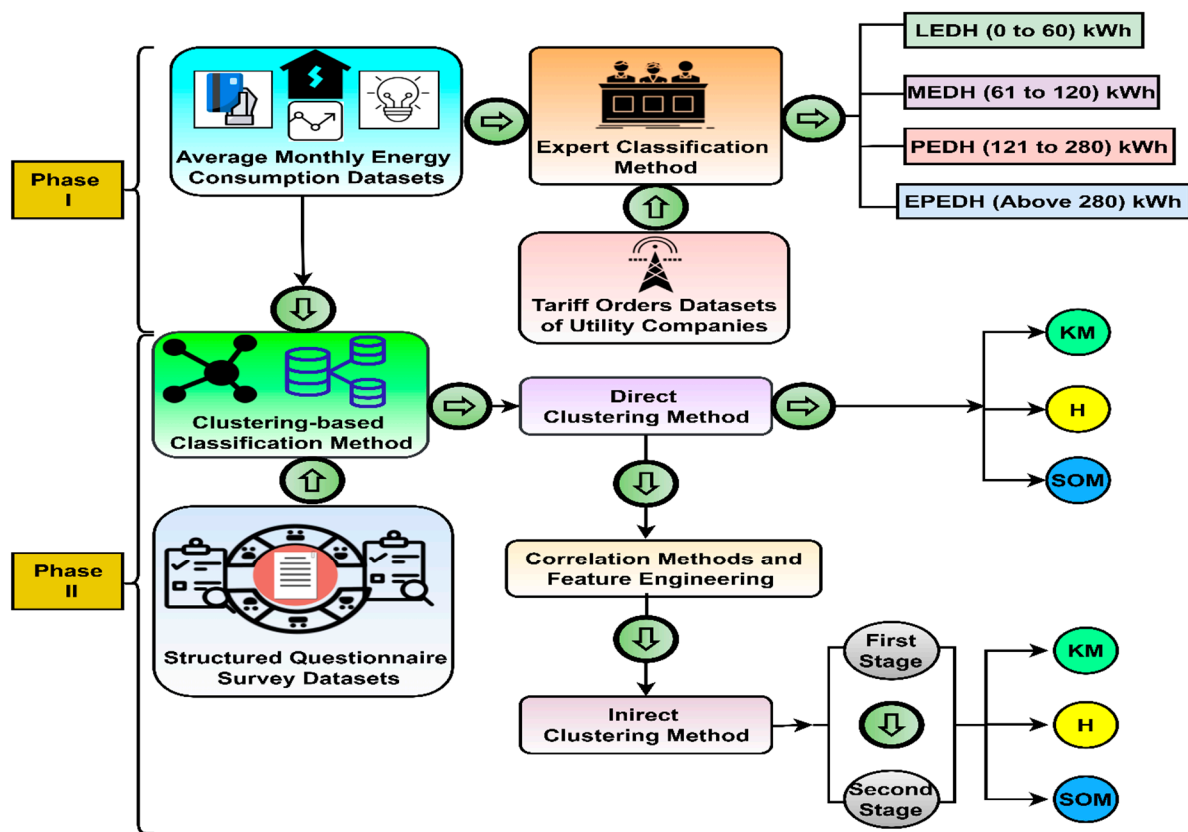 Phase
I
Average Monthly Energy
Consumption Datasets
Expert Classification
Method
LEDH (0 to 60) kWh
MEDH (61 to 120) kWh
PEDH (121 to 280) kWh
EPEDH (Above 280) kWh
Tariff Orders Datasets
of Utility Companies
Phase
II
Clustering-based
Classification Method
Direct
Clustering Method
KM
H
SOM
Structured Questionnaire
Survey Datasets
Correlation Methods and
Feature Engineering
Inirect
Clustering Method
First
Stage
Second
Stage
KM
H
SOM